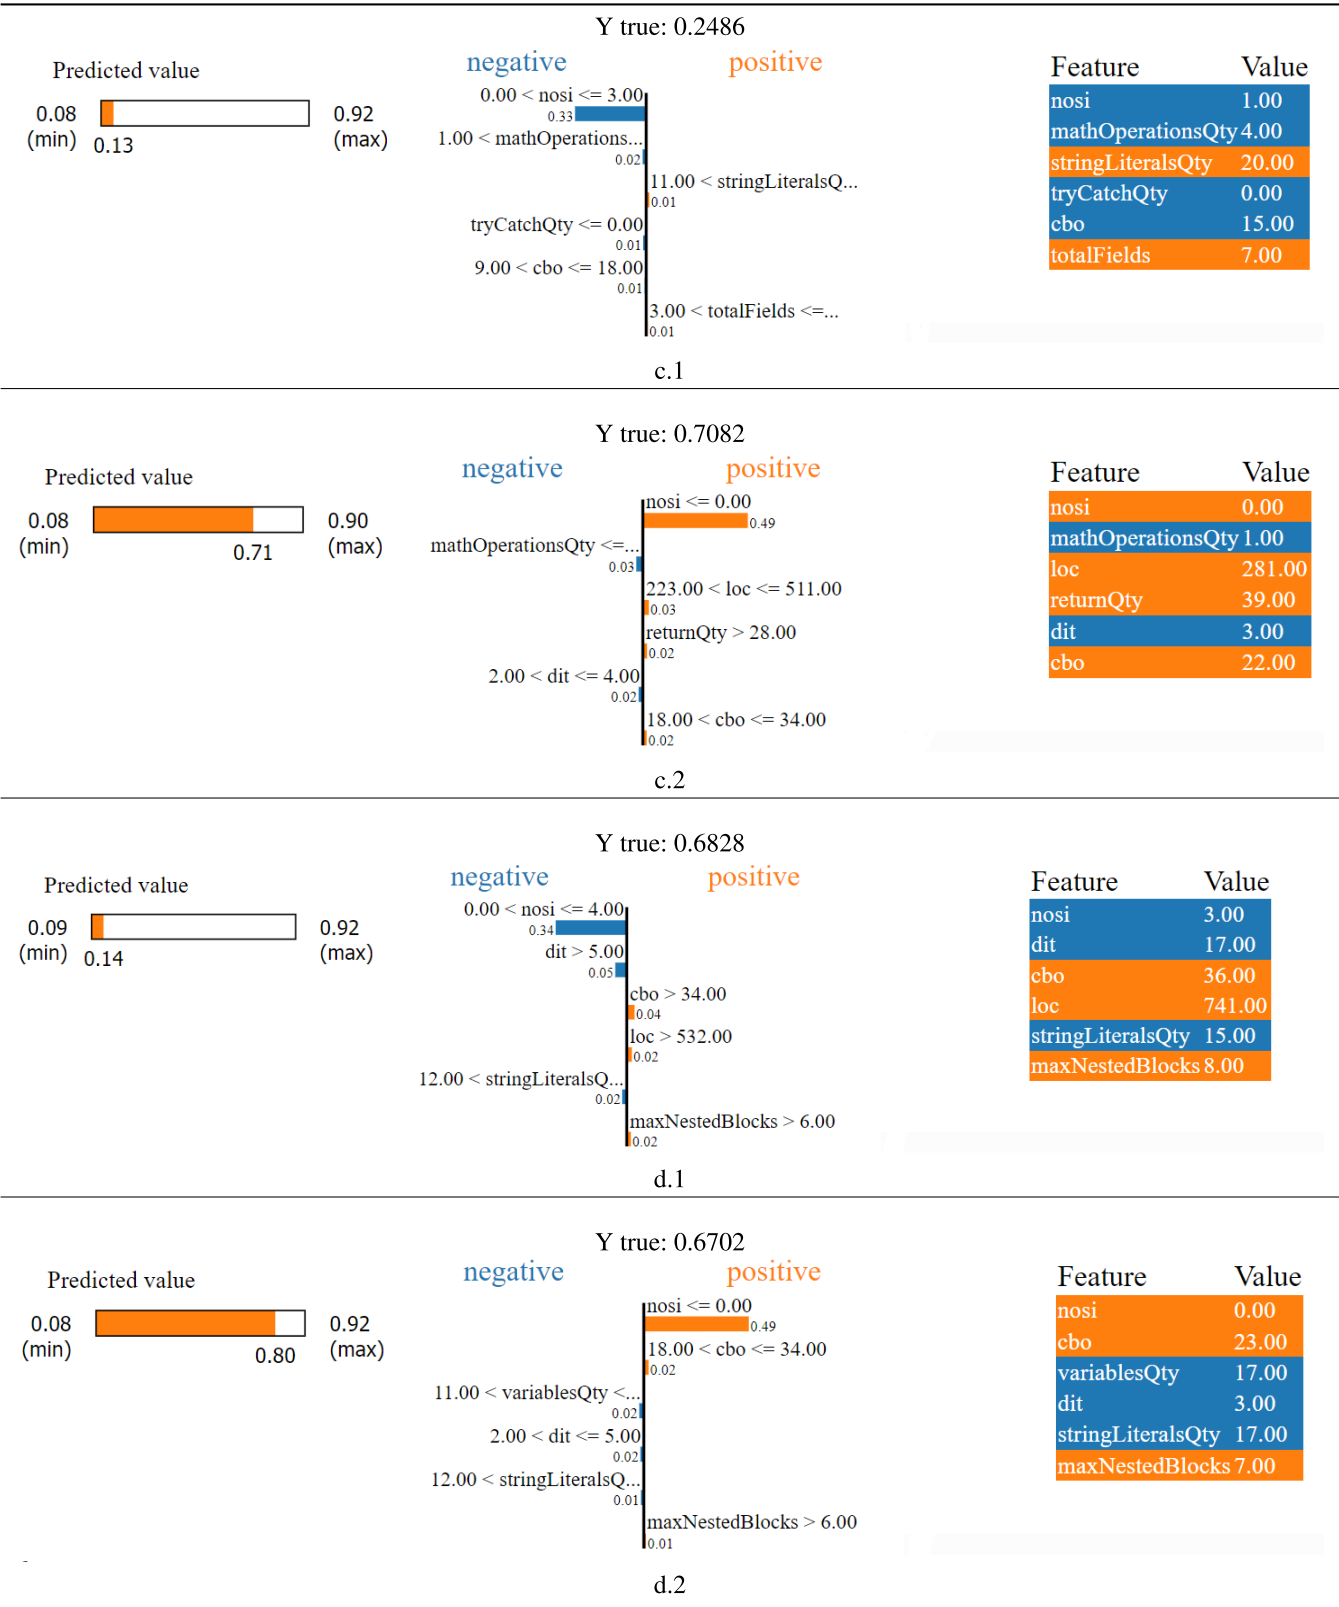 Y true: 0.2486
Predicted value
0.08
(min)
0.13
0.92
(max)
negative positive
0.00 < nosi <= 3.00
0.33
1.00 < mathOperations...
0.02
11.00 < stringLiteralsQ...
0.01
tryCatchQty <= 0.00
0.01
9.00 < cbo <= 18.00
0.01
3.00 < totalFields <=...
0.01
Feature Value
nosi 1.00
mathOperationsQty 4.00
stringLiteralsQty 20.00
tryCatchQty 0.00
cbo 15.00
totalFields 7.00
c.1
Y true: 0.7082
Predicted value
0.08
(min)
0.71
0.90
(max)
negative positive
nosi <= 0.00
0.49
mathOperationsQty <=...
0.03
223.00 < loc <= 511.00
0.03
returnQty > 28.00
0.02
2.00 < dit <= 4.00
0.02
18.00 < cbo <= 34.00
0.02
Feature Value
nosi 0.00
mathOperationsQty 1.00
loc 281.00
returnQty 39.00
dit 3.00
cbo 22.00
c.2
Y true: 0.6828
Predicted value
0.09
(min)
0.14
0.92
(max)
negative positive
0.00 < nosi <= 4.00
0.34
dit > 5.00
0.05
cbo > 34.00
0.04
loc > 532.00
0.02
12.00 < stringLiteralsQ...
0.02
maxNestedBlocks > 6.00
0.02
Feature Value
nosi 3.00
dit 17.00
cbo 36.00
loc 741.00
stringLiteralsQty 15.00
maxNestedBlocks 8.00
d.1
Y true: 0.6702
Predicted value
0.08
(min)
0.80
0.92
(max)
negative positive
nosi <= 0.00
0.49
18.00 < cbo <= 34.00
0.02
11.00 < variablesQty <...
0.02
2.00 < dit <= 5.00
0.02
12.00 < stringLiteralsQ...
0.01
maxNestedBlocks > 6.00
0.01
Feature Value
nosi 0.00
cbo 23.00
variablesQty 17.00
dit 3.00
stringLiteralsQty 17.00
maxNestedBlocks 7.00
d.2